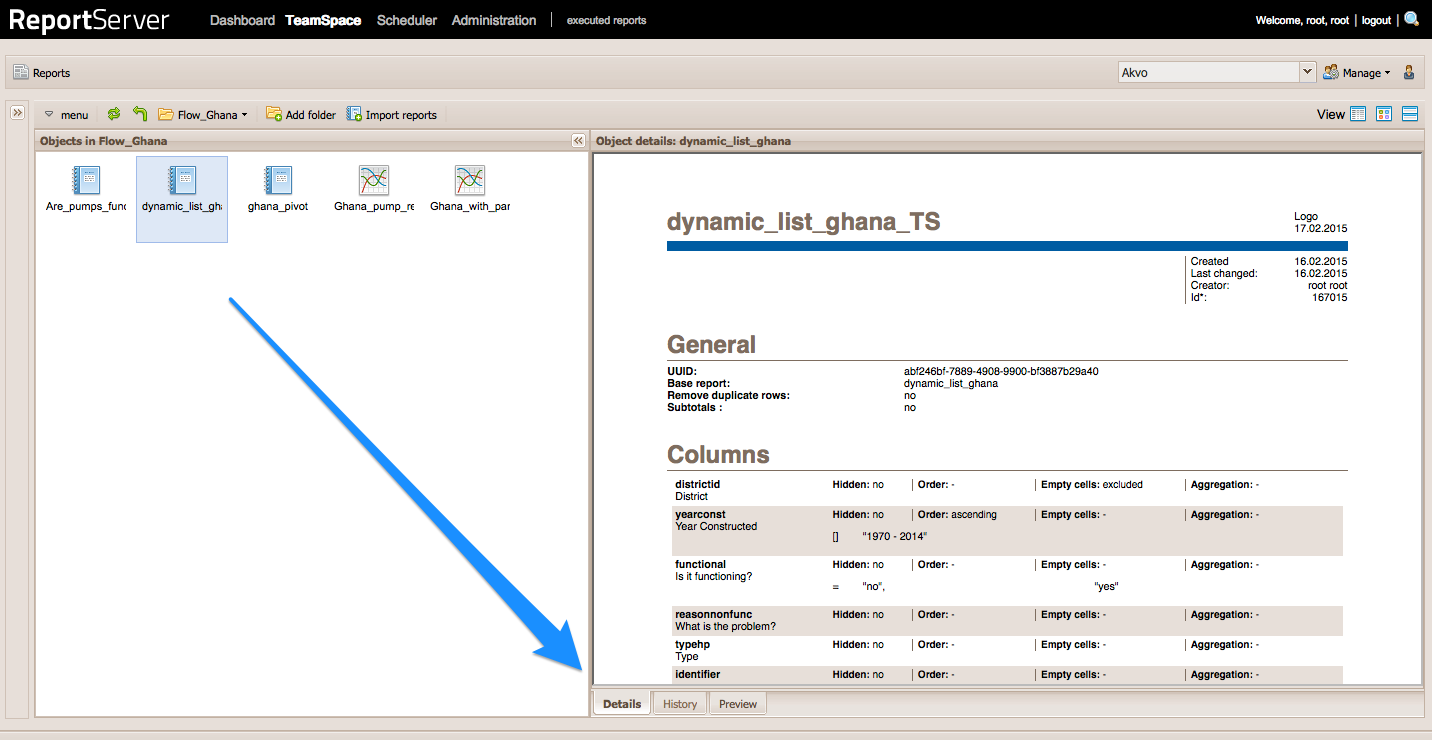 ReportServer Dashboard TeamSpace Scheduler Administration | executed reports Welcome, root, root | logout |
Reports Akvo Manage
menu Flow_Ghana Add folder Import reports View
Objects in Flow_Ghana
Are_pumps_func
dynamic_list_gha
ghana_pivot
Ghana_pump_re
Ghana_with_par
Object details: dynamic_list_ghana
dynamic_list_ghana_TS
Logo
17.02.2015
Created 16.02.2015
Last changed: 16.02.2015
Creator: root root
Id*: 167015
General
UUID: abf246bf-7889-4908-9900-bf3887b29a40
Base report: dynamic_list_ghana
Remove duplicate rows: no
Subtotals : no
Columns
districtid Hidden: no | Order: - | Empty cells: excluded | Aggregation: -
District
yearconst Hidden: no | Order: ascending | Empty cells: - | Aggregation: -
Year Constructed
[] "1970 - 2014"
functional Hidden: no | Order: - | Empty cells: - | Aggregation: -
Is it functioning?
= "no", "yes"
reasonnonfunc Hidden: no | Order: - | Empty cells: - | Aggregation: -
What is the problem?
typehp Hidden: no | Order: - | Empty cells: - | Aggregation: -
Type
identifier Hidden: no | Order: - | Empty cells: - | Aggregation: -
Details History Preview